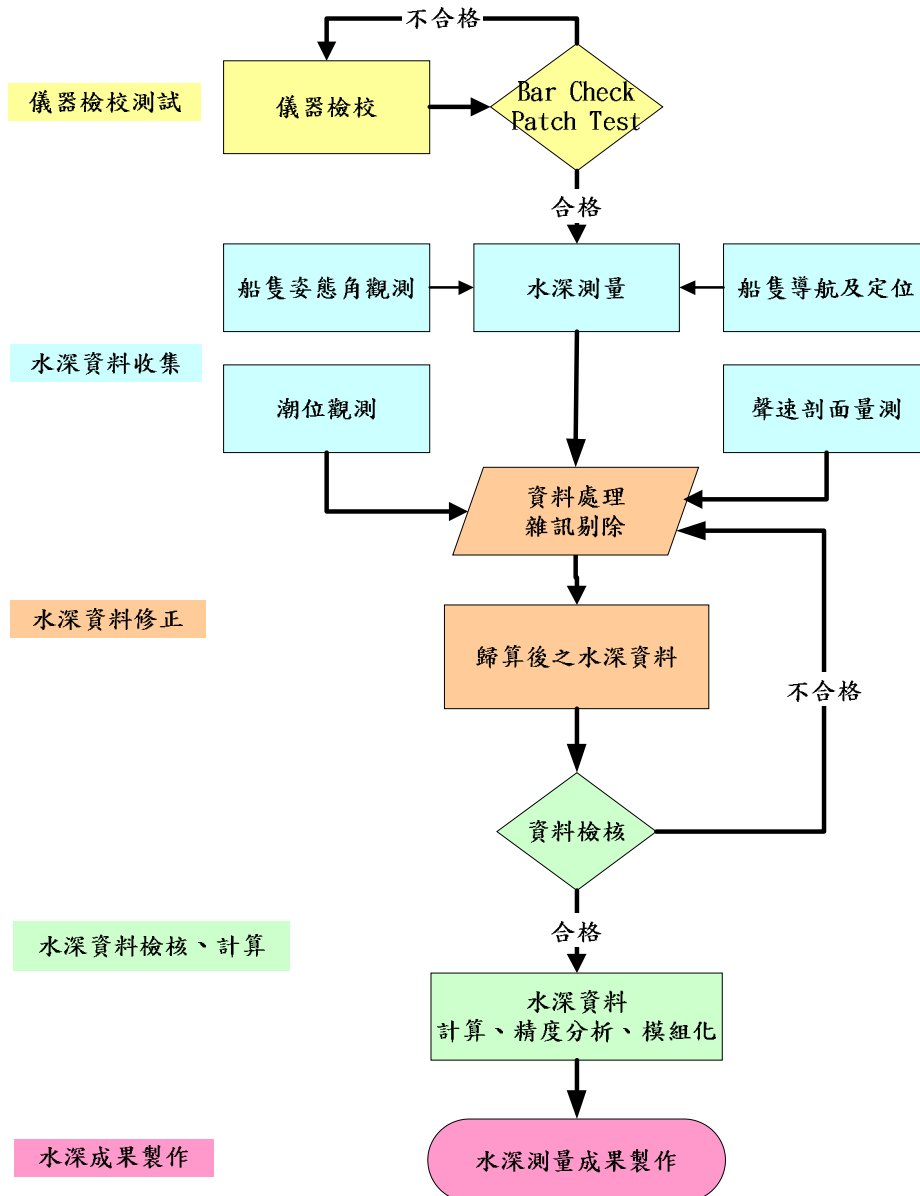 不合格
儀器檢校測試
儀器檢校
Bar Check
Patch Test
合格
船隻姿態角觀測
水深測量
船隻導航及定位
水深資料收集
潮位觀測
聲速剖面量測
資料處理
雜訊剔除
水深資料修正
歸算後之水深資料
不合格
資料檢核
合格
水深資料檢核、計算
水深資料
計算、精度分析、模組化
水深成果製作
水深測量成果製作